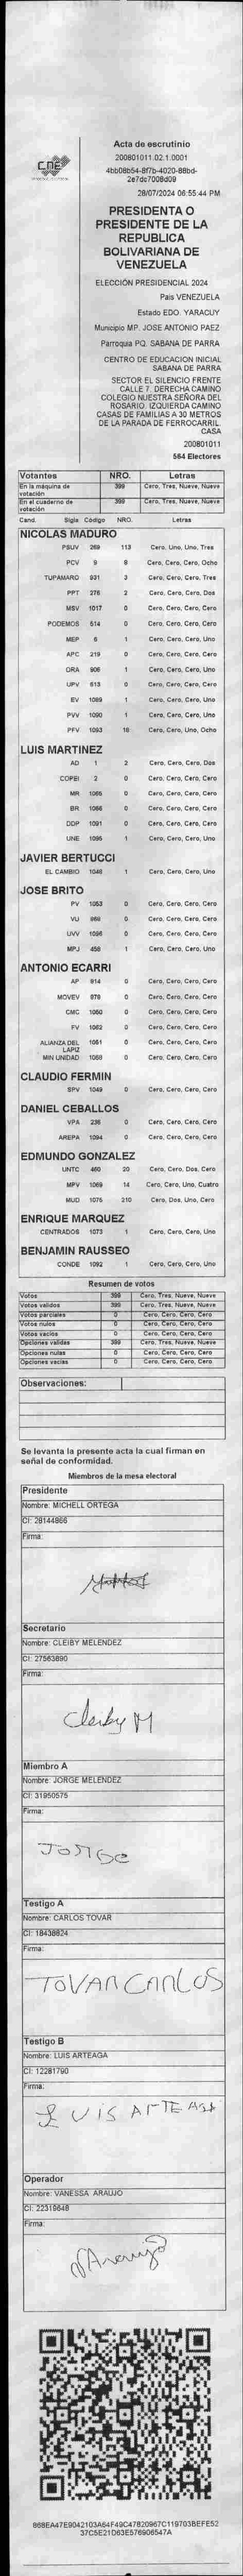 CNE
Acta de escrutinio
200801011.02.1.0001
4bb08b54-8f7b-4020-88bd-
2e7dc7008d09
28/07/2024 06:55:44 PM
PRESIDENTA O
PRESIDENTE DE LA
REPUBLICA
BOLIVARIANA DE
VENEZUELA
ELECCIÓN PRESIDENCIAL 2024
País VENEZUELA
Estado EDO. YARACUY
Municipio MP. JOSE ANTONIO PAEZ
Parroquia PQ. SABANA DE PARRA
CENTRO DE EDUCACION INICIAL
SABANA DE PARRA
SECTOR EL SILENCIO FRENTE
CALLE 7. DERECHA CAMINO
COLEGIO NUESTRA SEÑORA DEL
ROSARIO. IZQUIERDA CAMINO
CASAS DE FAMILIAS A 30 METROS
DE LA PARADA DE FERROCARRIL.
CASA
200801011
564 Electores
Votantes NRO. Letras
En la máquina de votación 399 Cero, Tres, Nueve, Nueve
En el cuaderno de votación 399 Cero, Tres, Nueve, Nueve
Cand. Sigla Código NRO. Letras
NICOLAS MADURO
PSUV 269 113 Cero, Uno, Uno, Tres
PCV 9 8 Cero, Cero, Cero, Ocho
TUPAMARO 931 3 Cero, Cero, Cero, Tres
PPT 276 2 Cero, Cero, Cero, Dos
MSV 1017 0 Cero, Cero, Cero, Cero
PODEMOS 514 0 Cero, Cero, Cero, Cero
MEP 6 1 Cero, Cero, Cero, Uno
APC 219 0 Cero, Cero, Cero, Cero
ORA 906 1 Cero, Cero, Cero, Uno
UPV 613 0 Cero, Cero, Cero, Cero
EV 1089 1 Cero, Cero, Cero, Uno
PVV 1090 1 Cero, Cero, Cero, Uno
PFV 1093 18 Cero, Cero, Uno, Ocho
LUIS MARTINEZ
AD 1 2 Cero, Cero, Cero, Dos
COPEI 2 0 Cero, Cero, Cero, Cero
MR 1065 0 Cero, Cero, Cero, Cero
BR 1066 0 Cero, Cero, Cero, Cero
DDP 1091 0 Cero, Cero, Cero, Cero
UNE 1095 1 Cero, Cero, Cero, Uno
JAVIER BERTUCCI
EL CAMBIO 1048 1 Cero, Cero, Cero, Uno
JOSE BRITO
PV 1053 0 Cero, Cero, Cero, Cero
VU 868 0 Cero, Cero, Cero, Cero
UVV 1096 0 Cero, Cero, Cero, Cero
MPJ 458 1 Cero, Cero, Cero, Uno
ANTONIO ECARRI
AP 914 0 Cero, Cero, Cero, Cero
MOVEV 979 0 Cero, Cero, Cero, Cero
CMC 1050 0 Cero, Cero, Cero, Cero
FV 1062 0 Cero, Cero, Cero, Cero
ALIANZA DEL LAPIZ 1051 0 Cero, Cero, Cero, Cero
MIN UNIDAD 1058 0 Cero, Cero, Cero, Cero
CLAUDIO FERMIN
SPV 1049 0 Cero, Cero, Cero, Cero
DANIEL CEBALLOS
VPA 236 0 Cero, Cero, Cero, Cero
AREPA 1094 0 Cero, Cero, Cero, Cero
EDMUNDO GONZALEZ
UNTC 460 20 Cero, Cero, Dos, Cero
MPV 1069 14 Cero, Cero, Uno, Cuatro
MUD 1075 210 Cero, Dos, Uno, Cero
ENRIQUE MARQUEZ
CENTRADOS 1073 1 Cero, Cero, Cero, Uno
BENJAMIN RAUSSEO
CONDE 1092 1 Cero, Cero, Cero, Uno
Resumen de votos
Votos 399 Cero, Tres, Nueve, Nueve
Votos validos 399 Cero, Tres, Nueve, Nueve
Votos parciales 0 Cero, Cero, Cero, Cero
Votos nulos 0 Cero, Cero, Cero, Cero
Votos vacios 0 Cero, Cero, Cero, Cero
Opciones validas 399 Cero, Tres, Nueve, Nueve
Opciones nulas 0 Cero, Cero, Cero, Cero
Opciones vacias 0 Cero, Cero, Cero, Cero
Observaciones:
Se levanta la presente acta la cual firman en
señal de conformidad.
Miembros de la mesa electoral
Presidente
Nombre: MICHELL ORTEGA
CI: 28144866
Firma:
Secretario
Nombre: CLEIBY MELENDEZ
CI: 27563890
Firma:
Cleiby M
Miembro A
Nombre: JORGE MELENDEZ
CI: 31950575
Firma:
Jorge
Testigo A
Nombre: CARLOS TOVAR
CI: 18438824
Firma:
TOVAR CARLOS
Testigo B
Nombre: LUIS ARTEAGA
CI: 12281790
Firma:
LUIS ARTEAGA
Operador
Nombre: VANESSA ARAUJO
CI: 22319648
Firma:
VAraujo
868EA47E9042103A64F49C47820967C119703BEFE52
37C5E21D63E576906547A